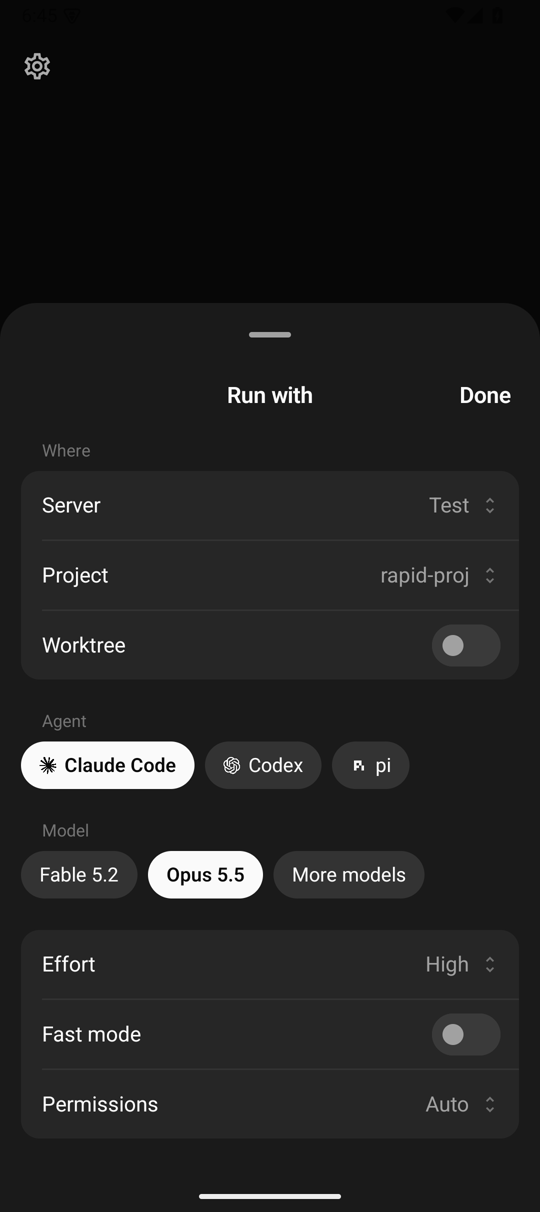 Run with
Done
Where
Server
Test
Project
rapid-proj
Worktree
Agent
Claude Code
Codex
pi
Model
Fable 5.2
Opus 5.5
More models
Effort
High
Fast mode
Permissions
Auto